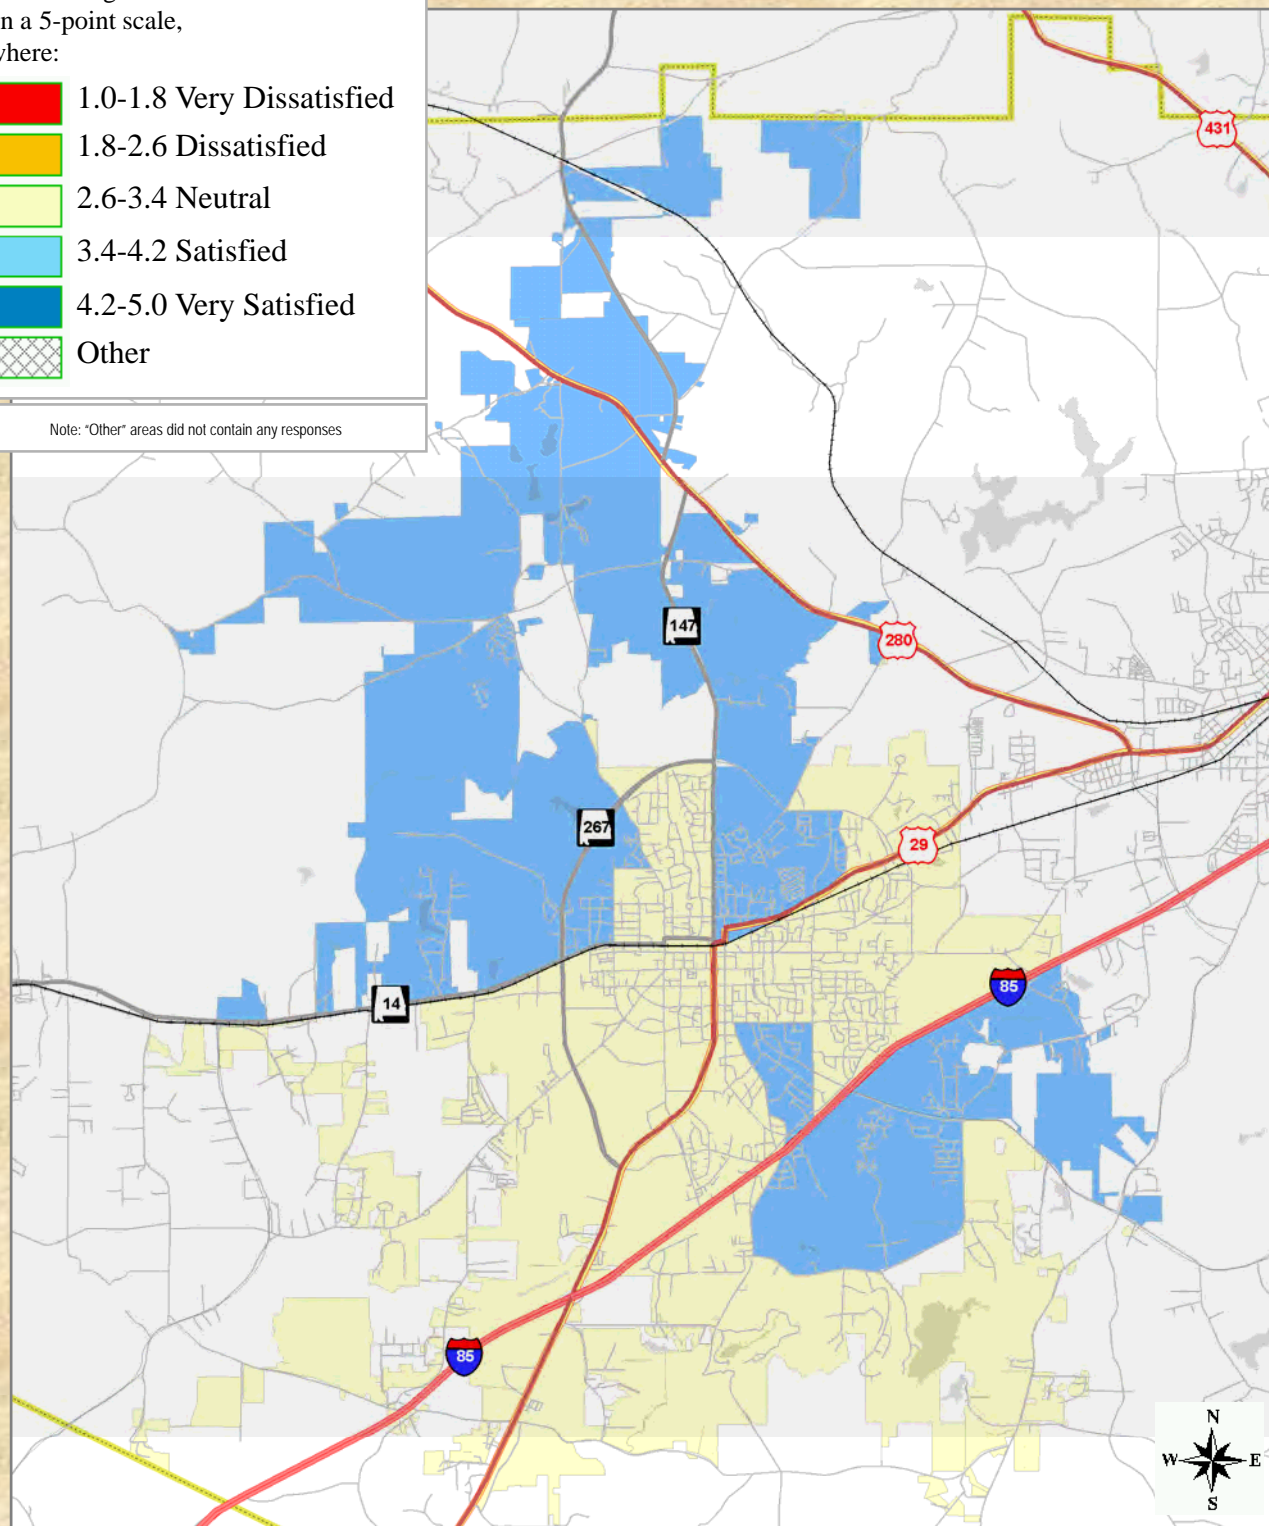 n a 5-point scale,
where:
1.0-1.8 Very Dissatisfied
1.8-2.6 Dissatisfied
2.6-3.4 Neutral
3.4-4.2 Satisfied
4.2-5.0 Very Satisfied
Other
Note: "Other" areas did not contain any responses
431
147
280
267
29
14
85
85
N
W E
S